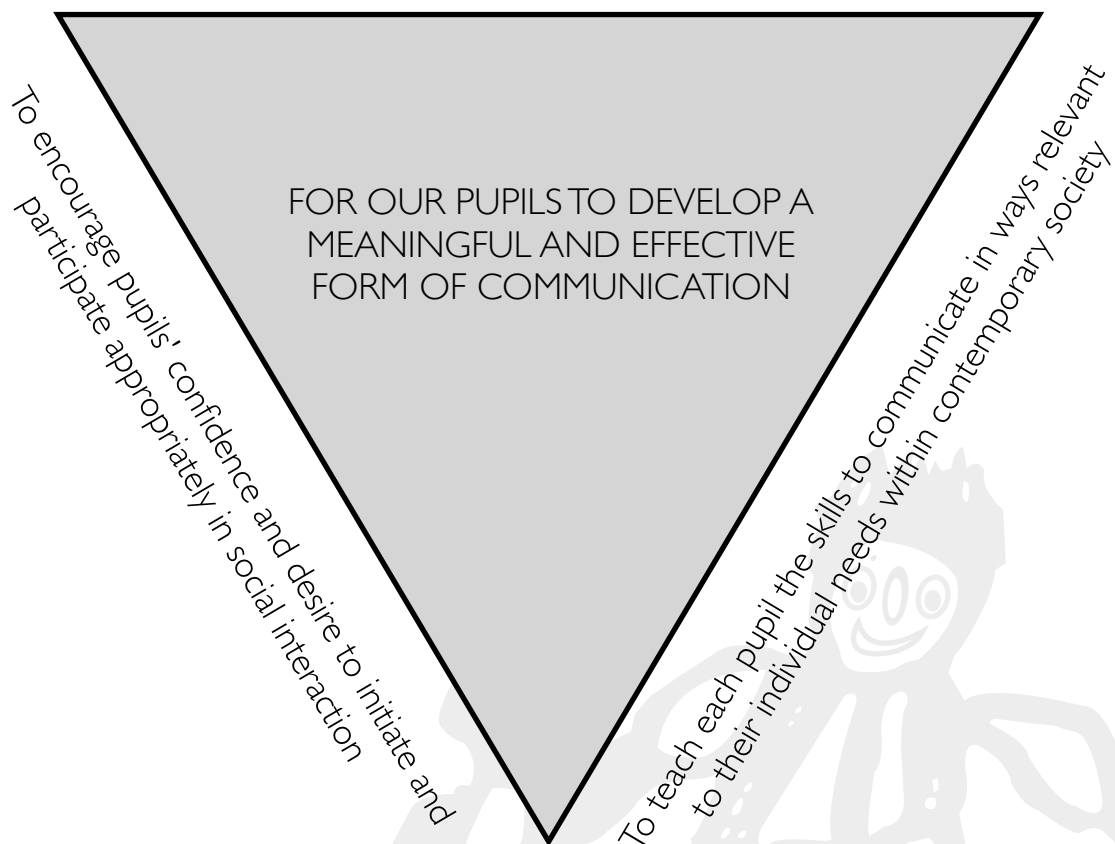 FOR OUR PUPILS TO DEVELOP A
MEANINGFUL AND EFFECTIVE
FORM OF COMMUNICATION
To encourage pupils' confidence and desire to initiate and
participate appropriately in social interaction
To teach each pupil the skills to communicate in ways relevant
to their individual needs within contemporary society